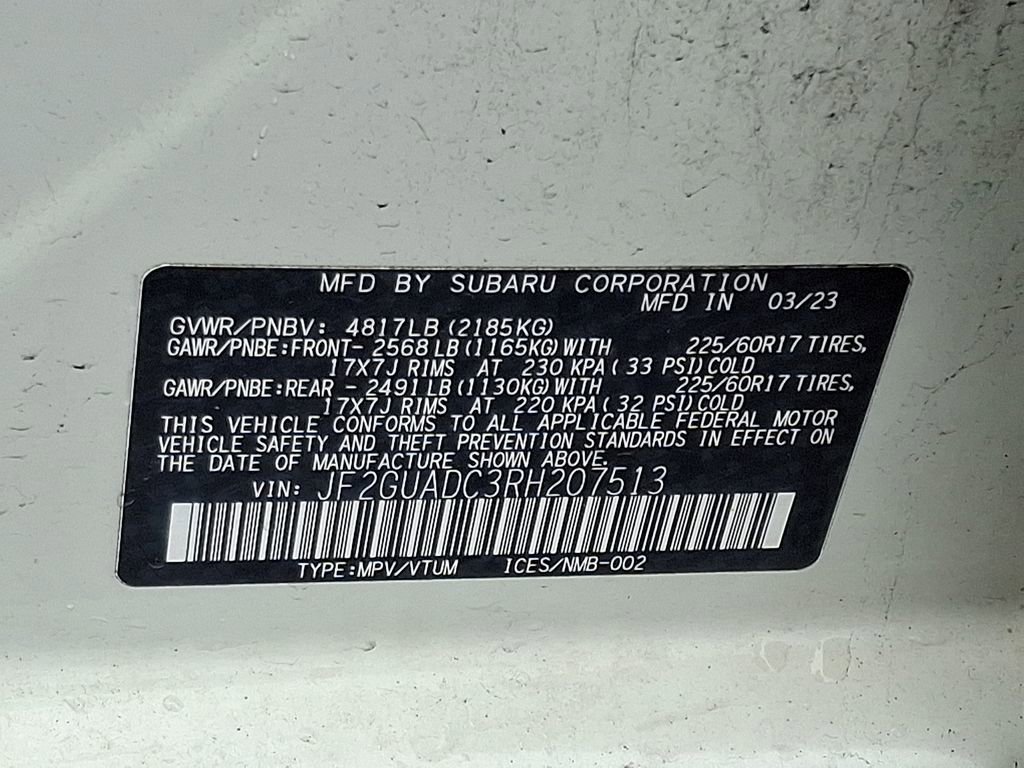 MFD BY SUBARU CORPORATION
MFD IN 03/23
GVWR/PNBV: 4817LB (2185KG)
GAWR/PNBE:FRONT- 2568 LB (1165KG) WITH 225/60R17 TIRES,
17X7J RIMS AT 230 KPA ( 33 PSI) COLD
GAWR/PNBE:REAR - 2491 LB (1130KG) WITH 225/60R17 TIRES,
17X7J RIMS AT 220 KPA ( 32 PSI) COLD
THIS VEHICLE CONFORMS TO ALL APPLICABLE FEDERAL MOTOR
VEHICLE SAFETY AND THEFT PREVENTION STANDARDS IN EFFECT ON
THE DATE OF MANUFACTURE SHOWN ABOVE.
VIN: JF2GUADC3RH207513
TYPE:MPV/VTUM ICES/NMB-002